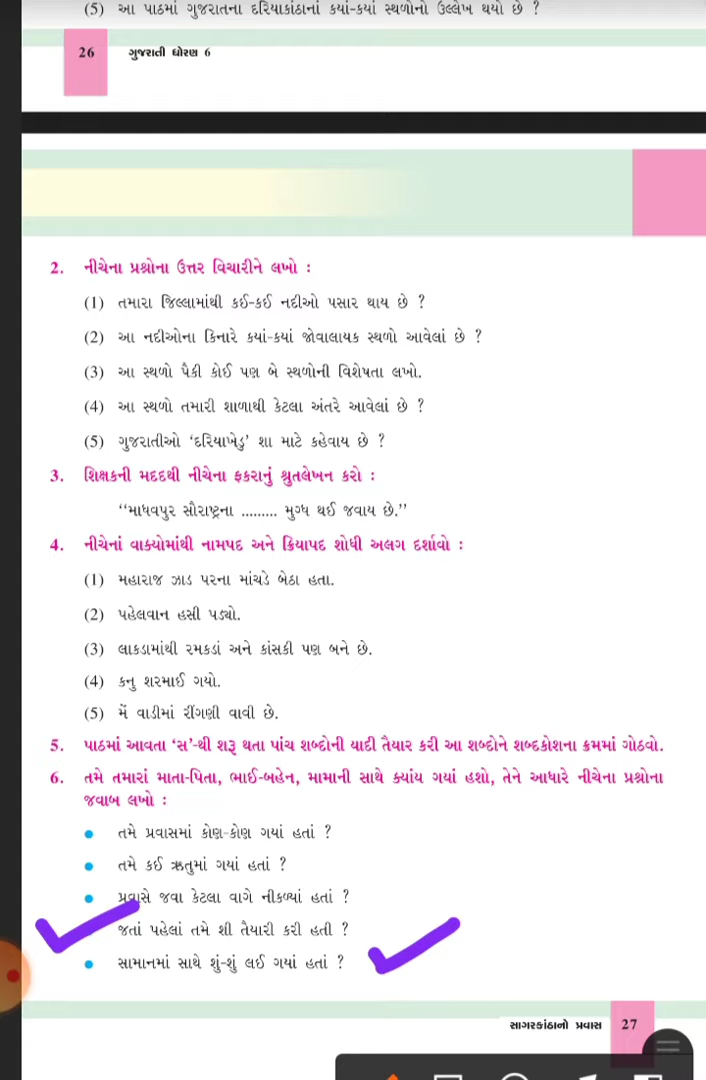 (5) આ પાઠમાં ગુજરાતના દરિયાકાંઠાનાં કયાં-કયાં સ્થળોનો ઉલ્લેખ થયો છે ?
26 ગુજરાતી ધોરણ 6
2. નીચેના પ્રશ્નોના ઉત્તર વિચારીને લખો :
(1) તમારા જિલ્લામાંથી કઈ-કઈ નદીઓ પસાર થાય છે ?
(2) આ નદીઓના કિનારે કયાં-કયાં જોવાલાયક સ્થળો આવેલાં છે ?
(3) આ સ્થળો પૈકી કોઈ પણ બે સ્થળોની વિશેષતા લખો.
(4) આ સ્થળો તમારી શાળાથી કેટલા અંતરે આવેલાં છે ?
(5) ગુજરાતીઓ ‘દરિયાખેડુ’ શા માટે કહેવાય છે ?
3. શિક્ષકની મદદથી નીચેના ફકરાનું શ્રુતલેખન કરો :
“માધવપુર સૌરાષ્ટ્રના ......... મુગ્ધ થઈ જવાય છે.”
4. નીચેનાં વાક્યોમાંથી નામપદ અને ક્રિયાપદ શોધી અલગ દર્શાવો :
(1) મહારાજ ઝાડ પરના માંચડે બેઠા હતા.
(2) પહેલવાન હસી પડ્યો.
(3) લાકડામાંથી રમકડાં અને કાંસકી પણ બને છે.
(4) કનુ શરમાઈ ગયો.
(5) મેં વાડીમાં રીંગણી વાવી છે.
5. પાઠમાં આવતા ‘સ’-થી શરૂ થતા પાંચ શબ્દોની યાદી તૈયાર કરી આ શબ્દોને શબ્દકોશના ક્રમમાં ગોઠવો.
6. તમે તમારાં માતા-પિતા, ભાઈ-બહેન, મામાની સાથે ક્યાંય ગયાં હશો, તેને આધારે નીચેના પ્રશ્નોના
જવાબ લખો :
• તમે પ્રવાસમાં કોણ-કોણ ગયાં હતાં ?
• તમે કઈ ઋતુમાં ગયાં હતાં ?
• પ્રવાસે જવા કેટલા વાગે નીકળ્યાં હતાં ?
જતાં પહેલાં તમે શી તૈયારી કરી હતી ?
• સામાનમાં સાથે શું-શું લઈ ગયાં હતાં ?
સાગરકાંઠાનો પ્રવાસ 27